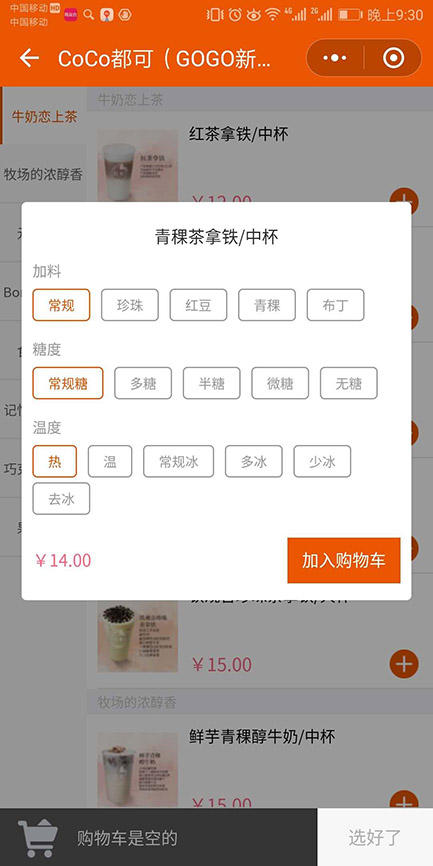 中国移动 HD
中国移动
4G
2G
晚上9:30
CoCo都可（GOGO新...
牛奶恋上茶
牧场的浓醇香
牛奶恋上茶
红茶拿铁/中杯
红茶拿铁
￥12.00
Bo
记忆
巧克
青稞茶拿铁/中杯
加料
常规 珍珠 红豆 青稞 布丁
糖度
常规糖 多糖 半糖 微糖 无糖
温度
热 温 常规冰 多冰 少冰
去冰
￥14.00
加入购物车
￥15.00
牧场的浓醇香
鲜芋青稞醇牛奶/中杯
￥15.00
购物车是空的
选好了